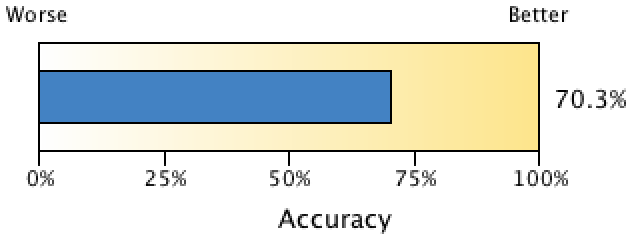 Worse Better
70.3%
0% 25% 50% 75% 100%
Accuracy